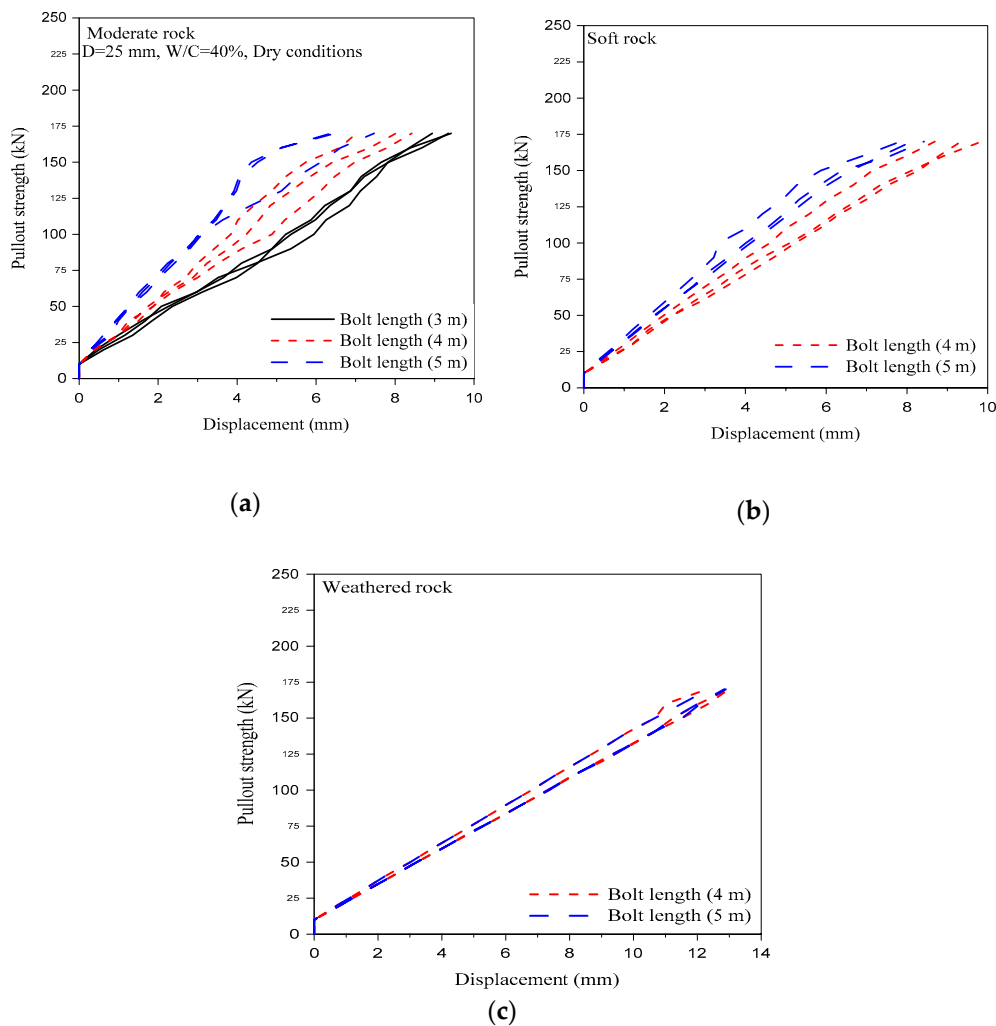 250
225
200
175
150
125
100
75
50
25
0
Pullout strength (kN)
Moderate rock
D=25 mm, W/C=40%, Dry conditions
Bolt length (3 m)
Bolt length (4 m)
Bolt length (5 m)
0 2 4 6 8 10
Displacement (mm)
(a)
250
225
200
175
150
125
100
75
50
25
0
Pullout strength (kN)
Soft rock
Bolt length (4 m)
Bolt length (5 m)
0 2 4 6 8 10
Displacement (mm)
(b)
250
225
200
175
150
125
100
75
50
25
0
Pullout strength (kN)
Weathered rock
Bolt length (4 m)
Bolt length (5 m)
0 2 4 6 8 10 12 14
Displacement (mm)
(c)